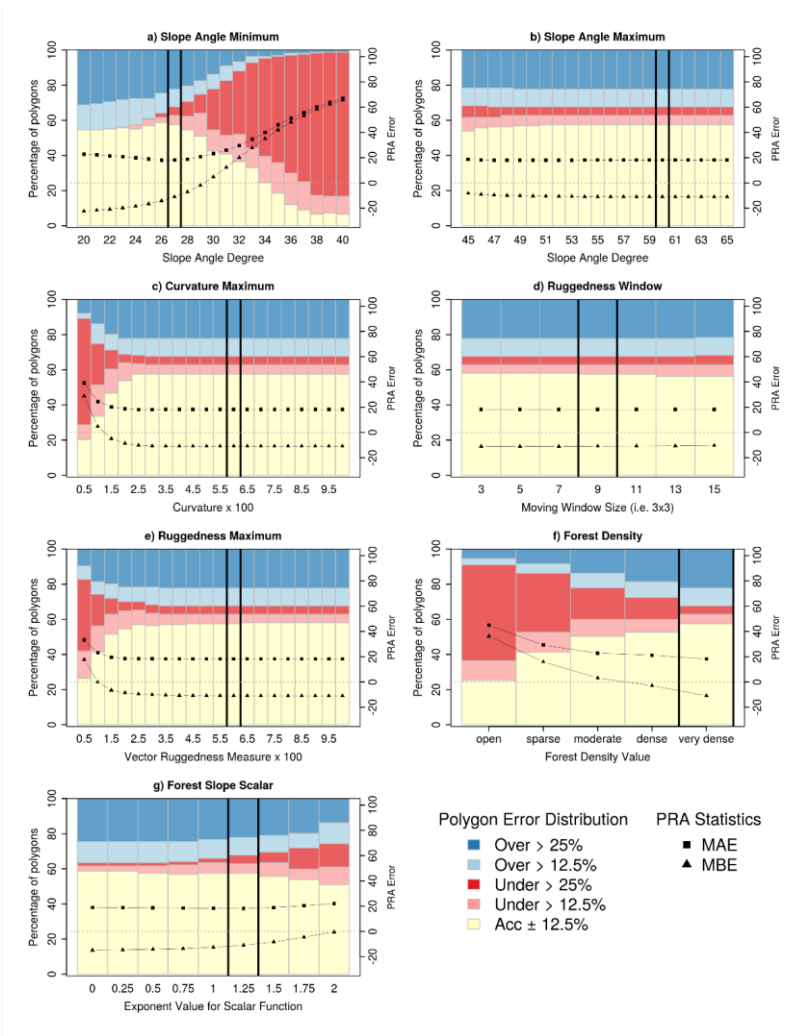 a) Slope Angle Minimum
Percentage of polygons
0 20 40 60 80 100
20 22 24 26 28 30 32 34 36 38 40
Slope Angle Degree
-20 0 20 40 60 80 100
PRA Error
b) Slope Angle Maximum
Percentage of polygons
0 20 40 60 80 100
45 47 49 51 53 55 57 59 61 63 65
Slope Angle Degree
-20 0 20 40 60 80 100
PRA Error
c) Curvature Maximum
Percentage of polygons
0 20 40 60 80 100
0.5 1.5 2.5 3.5 4.5 5.5 6.5 7.5 8.5 9.5
Curvature x 100
-20 0 20 40 60 80 100
PRA Error
d) Ruggedness Window
Percentage of polygons
0 20 40 60 80 100
3 5 7 9 11 13 15
Moving Window Size (i.e. 3x3)
-20 0 20 40 60 80 100
PRA Error
e) Ruggedness Maximum
Percentage of polygons
0 20 40 60 80 100
0.5 1.5 2.5 3.5 4.5 5.5 6.5 7.5 8.5 9.5
Vector Ruggedness Measure x 100
-20 0 20 40 60 80 100
PRA Error
f) Forest Density
Percentage of polygons
0 20 40 60 80 100
open sparse moderate dense very dense
Forest Density Value
-20 0 20 40 60 80 100
PRA Error
g) Forest Slope Scalar
Percentage of polygons
0 20 40 60 80 100
0 0.25 0.5 0.75 1 1.25 1.5 1.75 2
Exponent Value for Scalar Function
-20 0 20 40 60 80 100
PRA Error
Polygon Error Distribution
Over > 25%
Over > 12.5%
Under > 25%
Under > 12.5%
Acc ± 12.5%
PRA Statistics
MAE
MBE